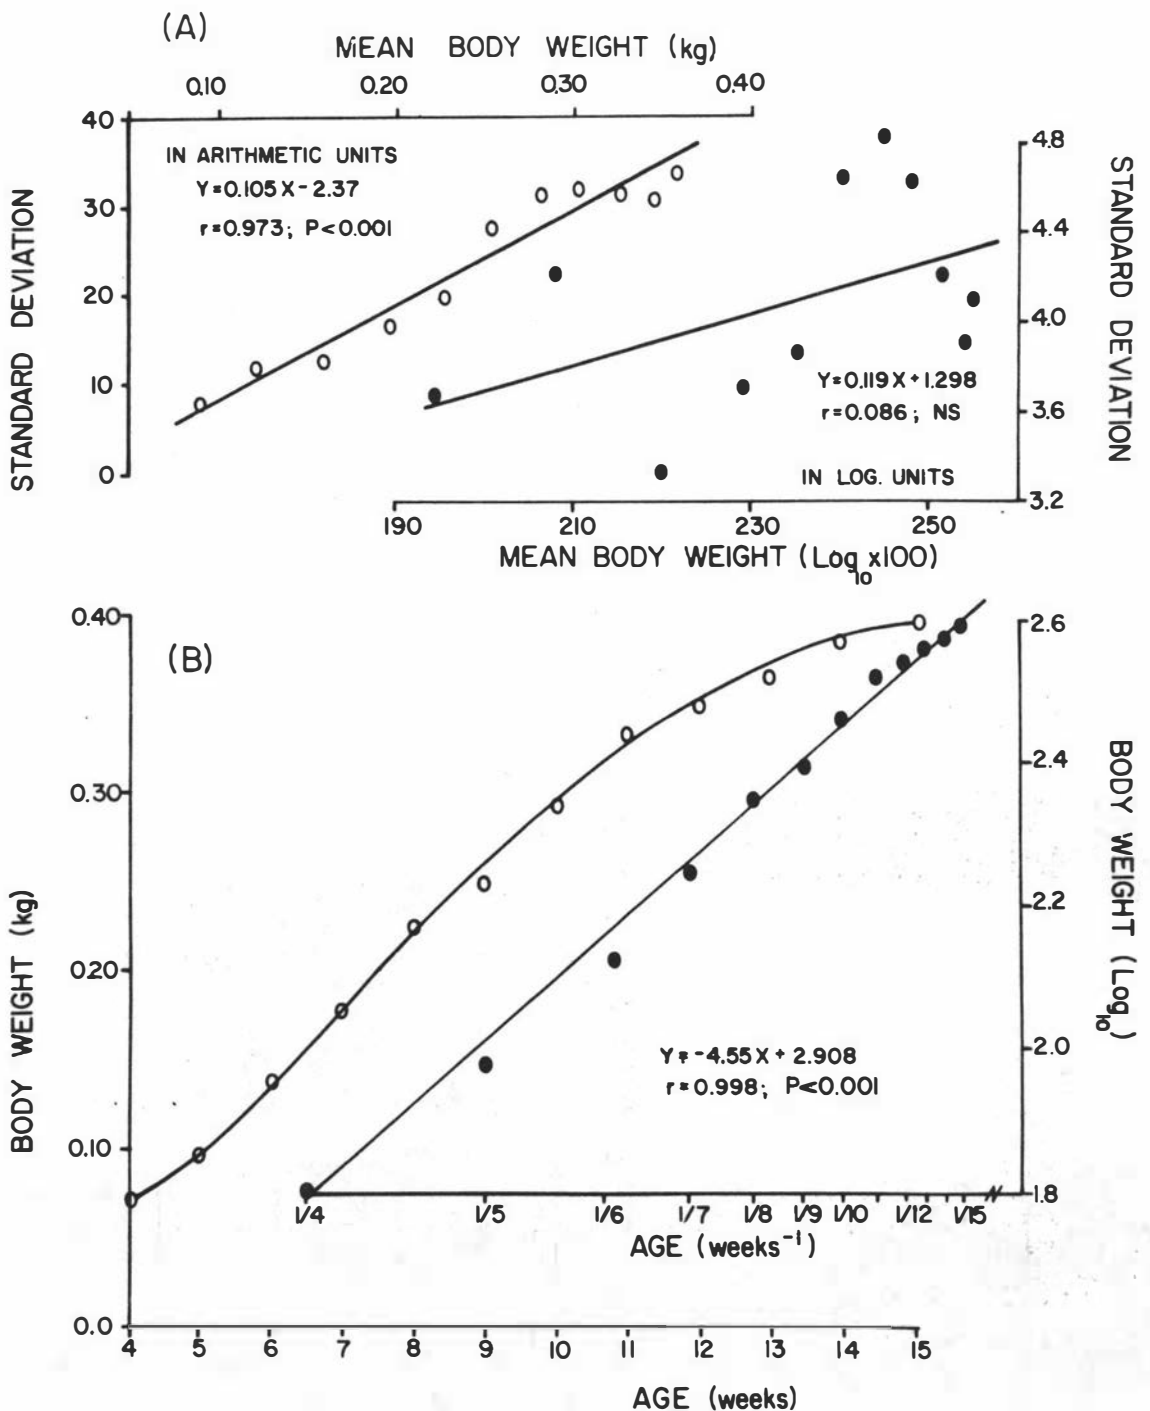 (A)
MEAN BODY WEIGHT (kg)
0.10 0.20 0.30 0.40
40
30
20
10
0
STANDARD DEVIATION
IN ARITHMETIC UNITS
Y=0.105X-2.37
r=0.973; P<0.001
4.8
4.4
4.0
3.6
3.2
STANDARD DEVIATION
Y=0.119X+1.298
r=0.086; NS
IN LOG. UNITS
190 210 230 250
MEAN BODY WEIGHT (Log10 x100)
(B)
0.40
0.30
0.20
0.10
0.0
BODY WEIGHT (kg)
2.6
2.4
2.2
2.0
1.8
BODY WEIGHT (Log10)
Y=-4.55X+2.908
r=0.998; P<0.001
1/4 1/5 1/6 1/7 1/8 1/9 1/10 1/12 1/15
AGE (weeks-1)
4 5 6 7 8 9 10 11 12 13 14 15
AGE (weeks)